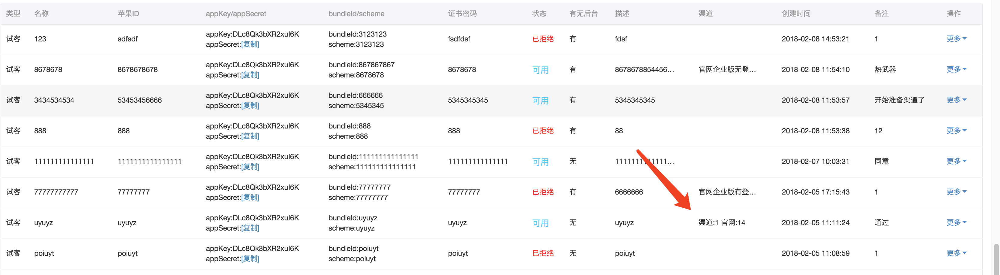 类型 名称 苹果ID appKey/appSecret bundleId/scheme 证书密码 状态 有无后台 描述 渠道 创建时间 备注 操作
试客 123 sdfsdf appKey:DLc8Qk3bXR2xuI6K bundleId:3123123 fsdfdsf 已拒绝 有 fdsf 2018-02-08 14:53:21 1 更多
appSecret:[复制] scheme:3123123
试客 8678678 8678678678 appKey:DLc8Qk3bXR2xuI6K bundleId:867867867 8678678 可用 有 8678678854456... 官网企业版无登... 2018-02-08 11:54:10 热武器 更多
appSecret:[复制] scheme:8678678
试客 3434534534 53453456666 appKey:DLc8Qk3bXR2xuI6K bundleId:666666 5345345345 可用 有 5345345345 2018-02-08 11:53:57 开始准备渠道了 更多
appSecret:[复制] scheme:5345345
试客 888 888 appKey:DLc8Qk3bXR2xuI6K bundleId:888 888 已拒绝 有 88 2018-02-08 11:53:38 12 更多
appSecret:[复制] scheme:888
试客 111111111111111 1111111111111111 appKey:DLc8Qk3bXR2xuI6K bundleId:111111111111111 111111111111111 可用 无 1111111111111... 2018-02-07 10:03:31 同意 更多
appSecret:[复制] scheme:111111111111111
试客 77777777777 77777777 appKey:DLc8Qk3bXR2xuI6K bundleId:77777777 77777777 已拒绝 有 6666666 官网企业版有登... 2018-02-05 17:15:43 1 更多
appSecret:[复制] scheme:77777777
试客 uyuyz uyuyz appKey:DLc8Qk3bXR2xuI6K bundleId:uyuyz uyuyz 可用 无 uyuyz 渠道:1 官网:14 2018-02-05 11:11:24 通过 更多
appSecret:[复制] scheme:uyuyz
试客 poiuyt poiuyt appKey:DLc8Qk3bXR2xuI6K bundleId:poiuyt poiuyt 已拒绝 无 poiuyt 2018-02-05 11:08:59 1 更多
appSecret:[复制] scheme:poiuyt